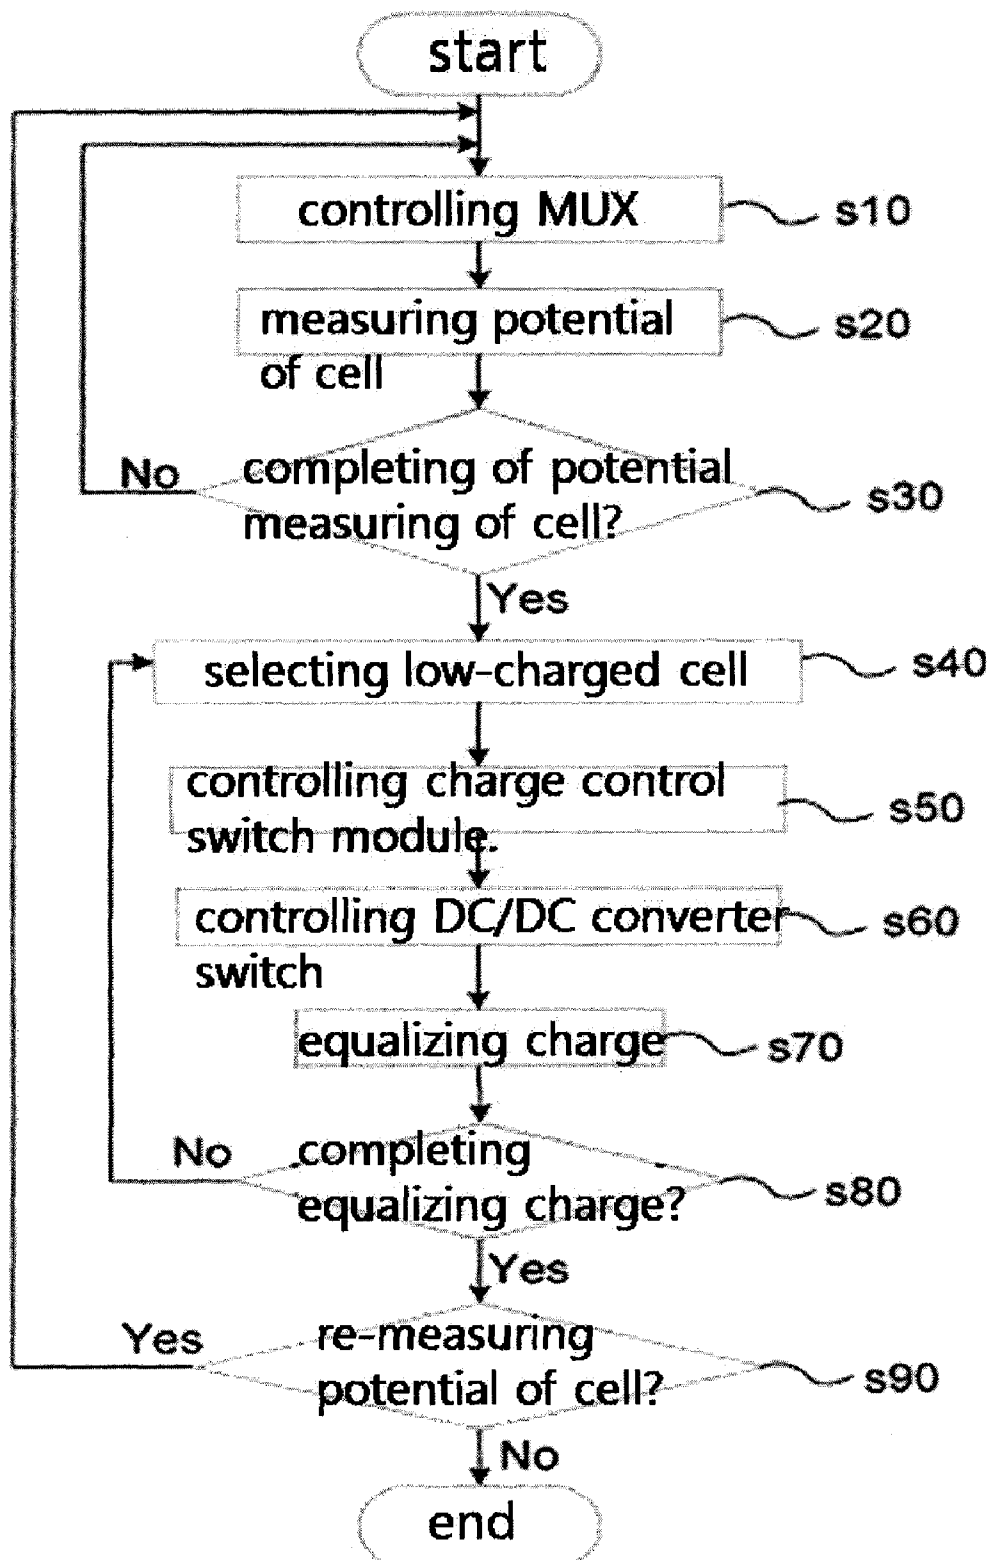 start
controlling MUX
s10
measuring potential
of cell
s20
No
completing of potential
measuring of cell?
s30
Yes
selecting low-charged cell
s40
controlling charge control
switch module.
s50
controlling DC/DC converter
switch
s60
equalizing charge
s70
No
completing
equalizing charge?
s80
Yes
Yes
re-measuring
potential of cell?
s90
No
end